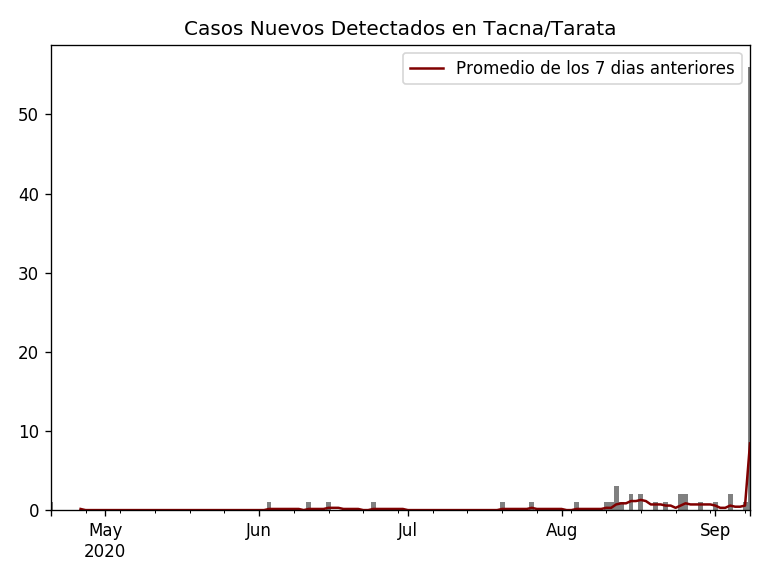 Casos Nuevos Detectados en Tacna/Tarata
Promedio de los 7 dias anteriores
50
40
30
20
10
0
May Jun Jul Aug Sep
2020